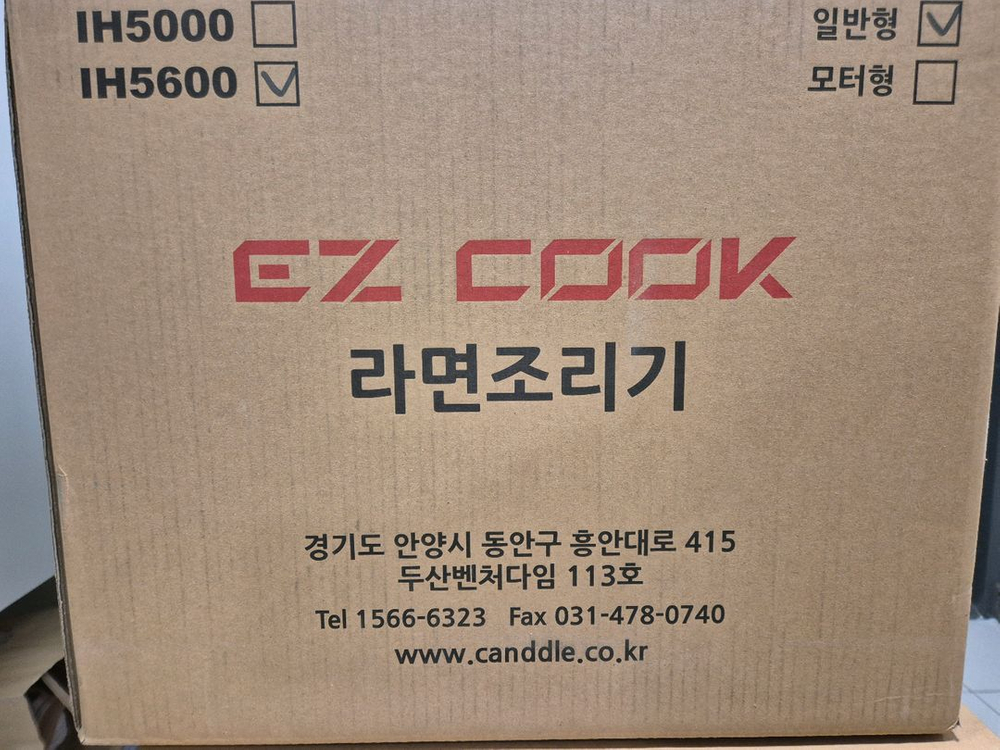 IH5000 일반형
IH5600 모터형
EZ COOK
라면조리기
경기도 안양시 동안구 흥안대로 415
두산벤처다임 113호
Tel 1566-6323 Fax 031-478-0740
www.canddle.co.kr